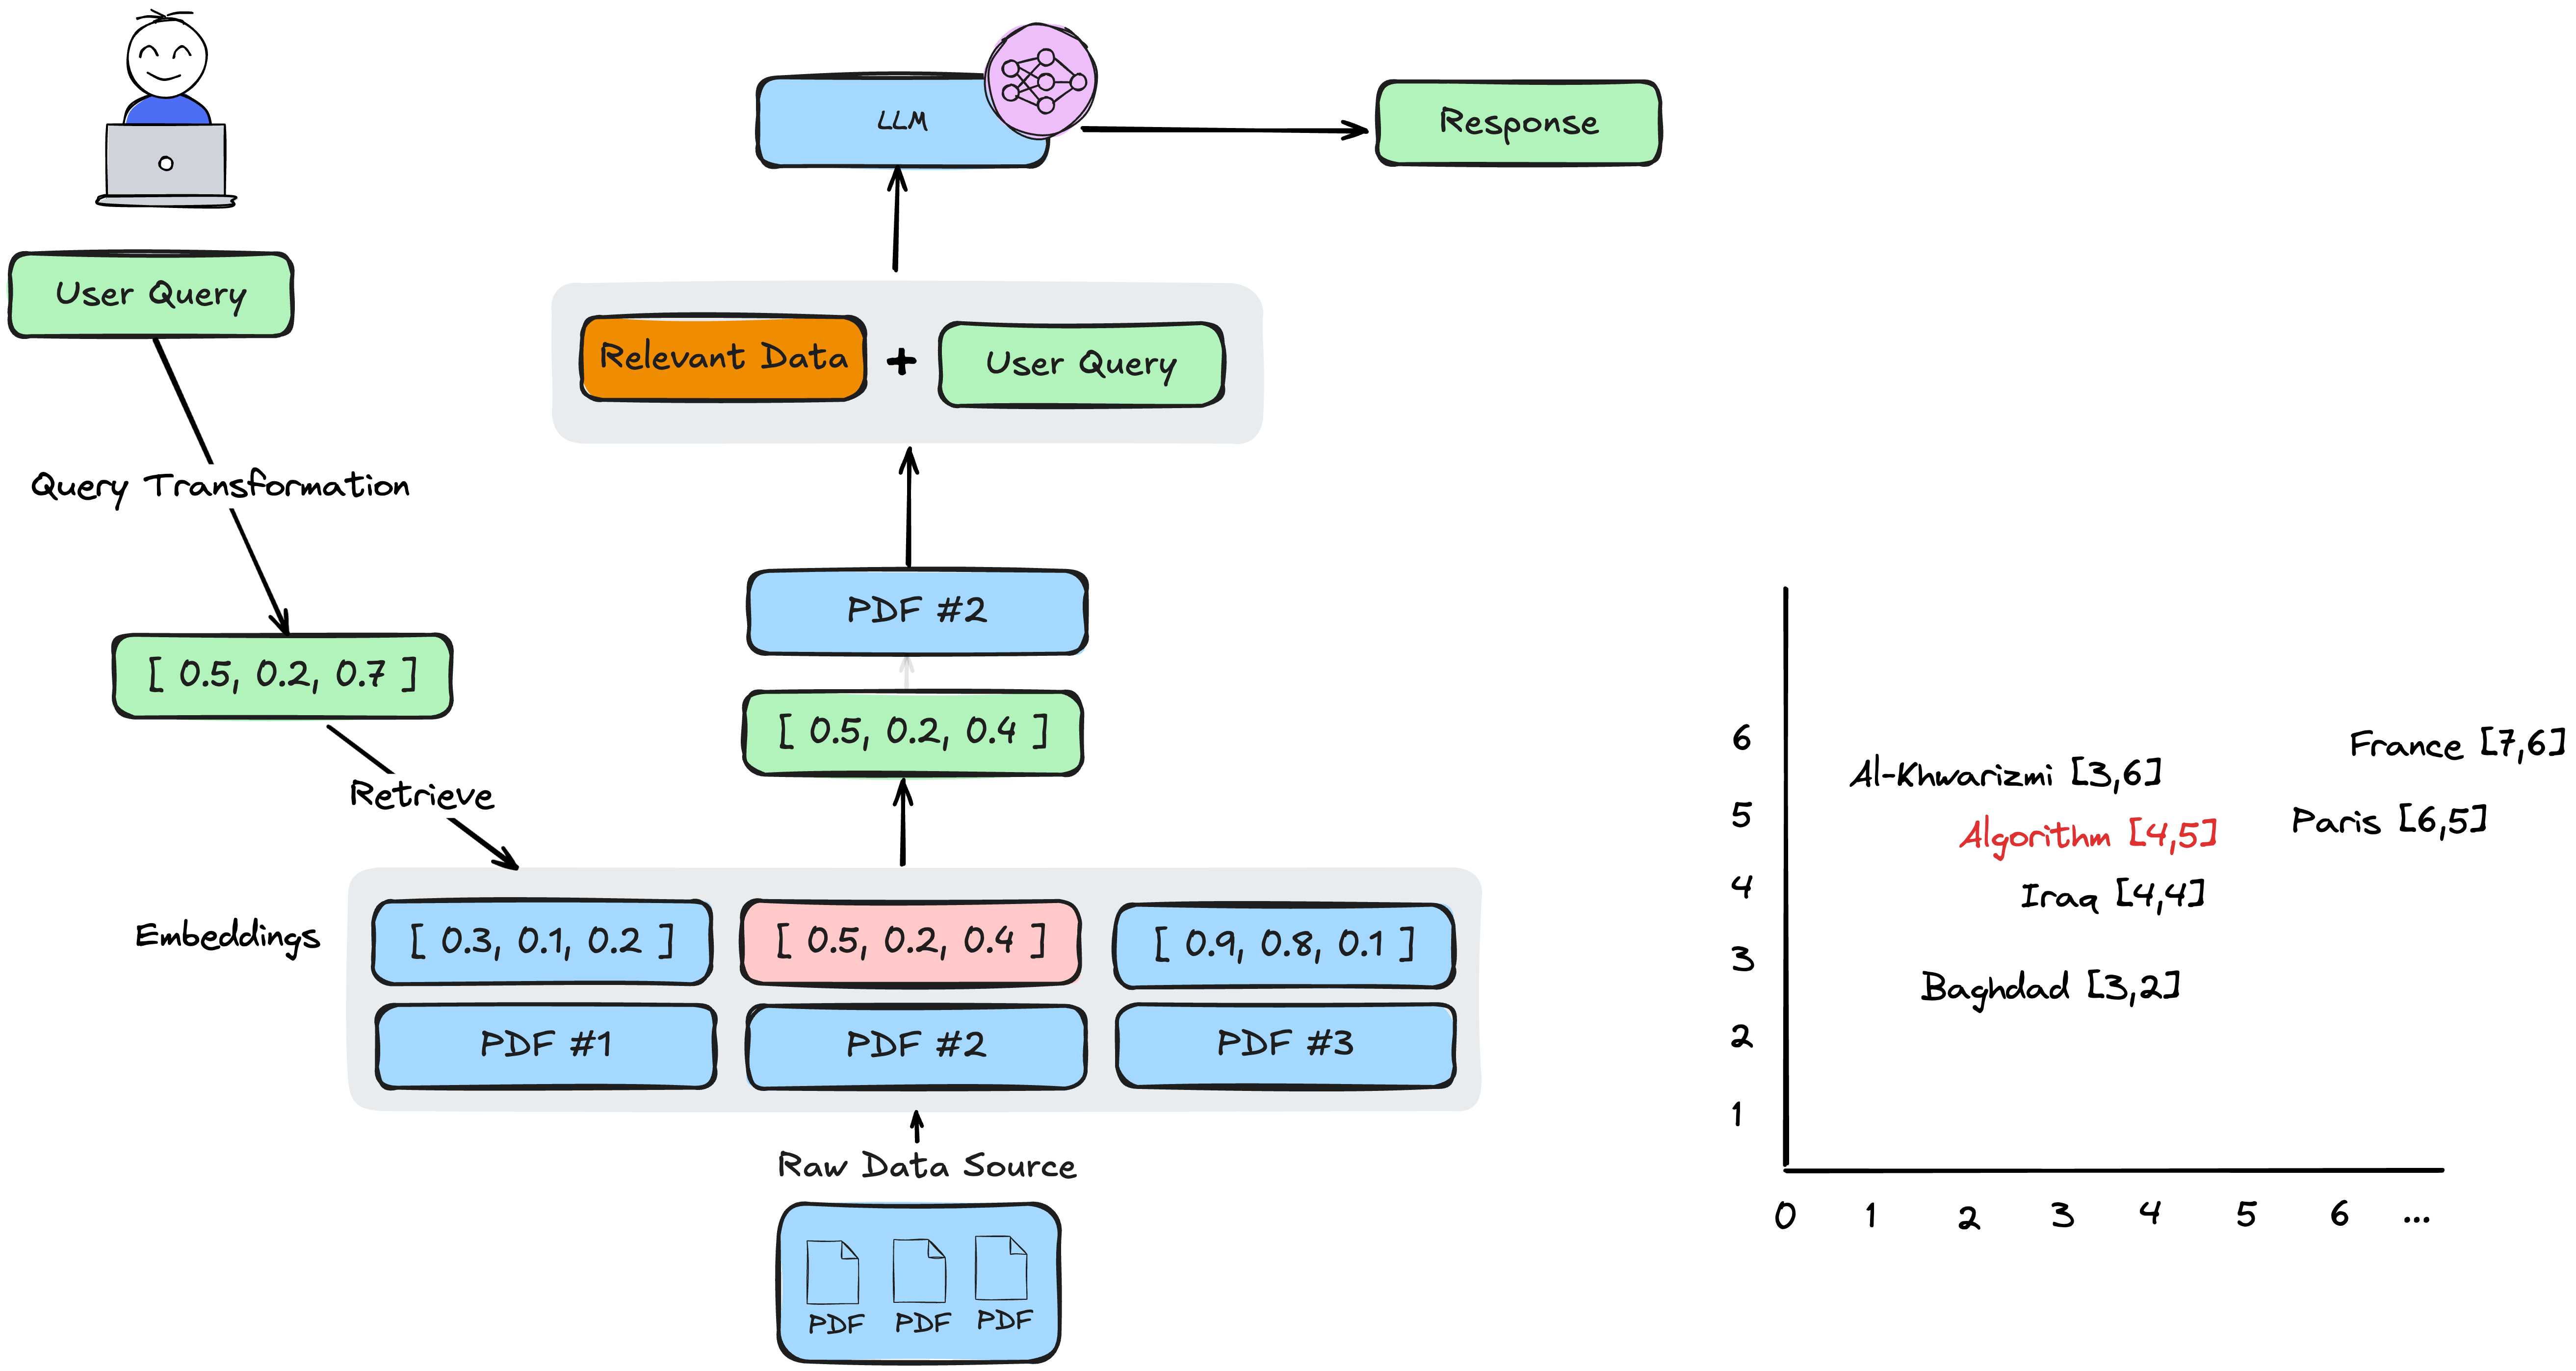 LLM
Response
User Query
Relevant Data
+
User Query
Query Transformation
PDF #2
[ 0.5, 0.2, 0.7 ]
[ 0.5, 0.2, 0.4 ]
Retrieve
Embeddings
[ 0.3, 0.1, 0.2 ]
[ 0.5, 0.2, 0.4 ]
[ 0.9, 0.8, 0.1 ]
PDF #1
PDF #2
PDF #3
Raw Data Source
PDF
PDF
PDF
6
France [7,6]
Al-Khwarizmi [3,6]
5
Paris [6,5]
Algorithm [4,5]
4
Iraq [4,4]
3
Baghdad [3,2]
2
1
0 1 2 3 4 5 6 ...